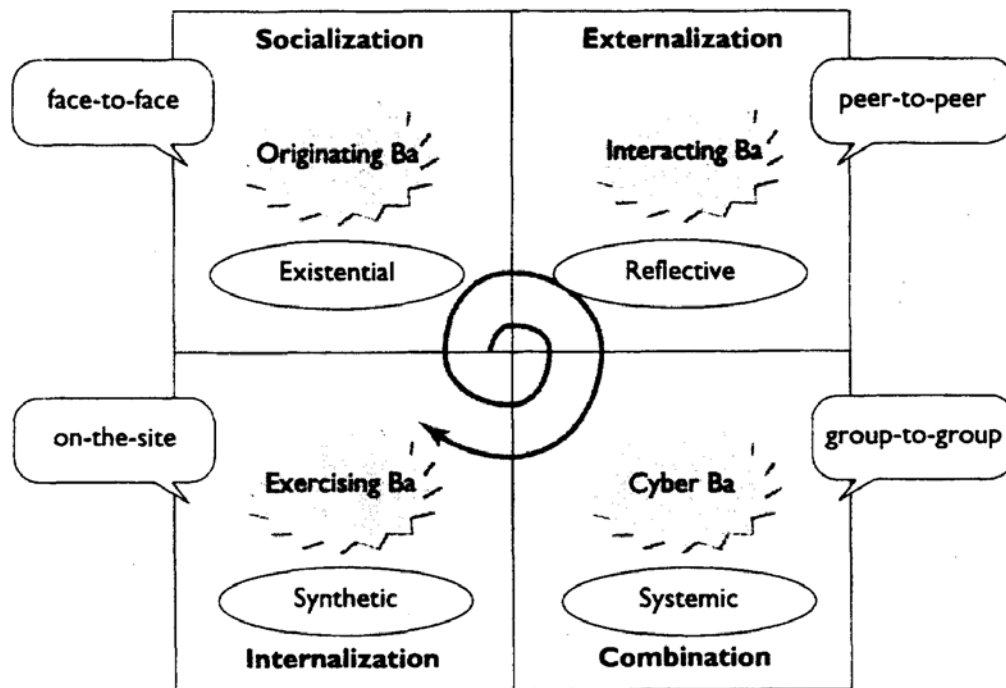 Socialization
Externalization
face-to-face
peer-to-peer
Originating Ba
Interacting Ba
Existential
Reflective
on-the-site
group-to-group
Exercising Ba
Cyber Ba
Synthetic
Systemic
Internalization
Combination